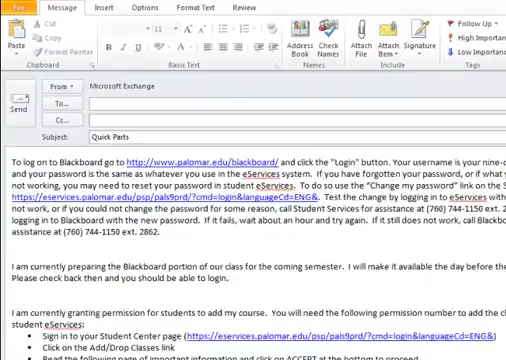 File Message Insert Options Format Text Review
Paste
Cut
Copy
Format Painter
Clipboard
11
B I U
Basic Text
Address Book
Check Names
Names
Attach File
Attach Item
Signature
Include
Follow Up
High Importan
Low Importanc
Tags
Send
From
Microsoft Exchange
To...
Cc...
Subject: Quick Parts
To log on to Blackboard go to http://www.palomar.edu/blackboard/ and click the "Login" button. Your username is your nine-d
and your password is the same as whatever you use in the eServices system. If you have forgotten your password, or if what y
not working, you may need to reset your password in student eServices. To do so use the "Change my password" link on the S
https://eservices.palomar.edu/psp/pals9prd/?cmd=login&languageCd=ENG&. Test the change by logging in to eServices with
not work, or if you could not change the password for some reason, call Student Services for assistance at (760) 744-1150 ext. 2
logging in to Blackboard with the new password. If it fails, wait about an hour and try again. If it still does not work, call Blackbo
assistance at (760) 744-1150 ext. 2862.
I am currently preparing the Blackboard portion of our class for the coming semester. I will make it available the day before the
Please check back then and you should be able to login.
I am currently granting permission for students to add my course. You will need the following permission number to add the cl
student eServices:
▪ Sign in to your Student Center page (https://eservices.palomar.edu/psp/pals9prd/?cmd=login&languageCd=ENG&)
▪ Click on the Add/Drop Classes link
▪ Read the following page of important information and click on ACCEPT at the bottom to proceed